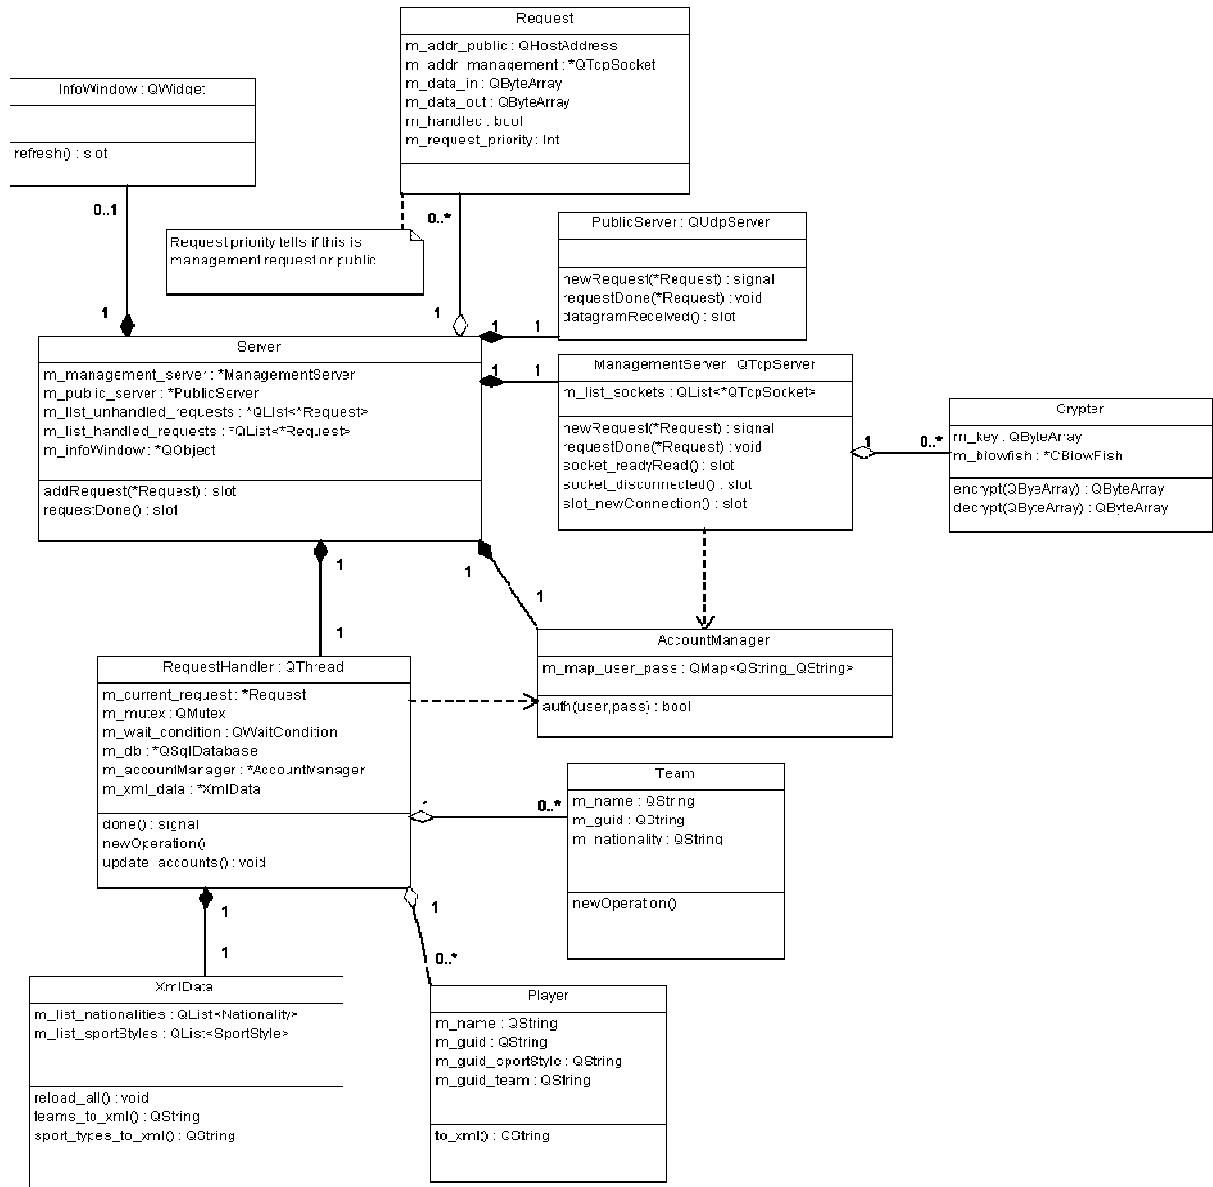 Request
m_addr_public : QHostAddress
m_addr_management : *QTcpSocket
m_data_in : QByteArray
m_data_out : QByteArray
m_handled : bool
m_request_priority : Int
InfoWindow : QWidget
refresh() : slot
0..1
0..*
Request priority tells if this is
management request or public
PublicServer : QUdpServer
newRequest(*Request) : signal
requestDone(*Request) : void
datagramReceived() : slot
1
1
1
1
Server
m_management_server : *ManagementServer
m_public_server : *PublicServer
m_list_unhandled_requests : *QList<*Request>
m_list_handled_requests : *QList<*Request>
m_infoWindow : *QObject
addRequest(*Request) : slot
requestDone() : slot
1
1
ManagementServer : QTcpServer
m_list_sockets : QList<*QTcpSocket>
newRequest(*Request) : signal
requestDone(*Request) : void
socket_readyRead() : slot
socket_disconnected() : slot
slot_newConnection() : slot
1
0..*
Crypter
m_key : QByteArray
m_blowfish : *CBlowFish
encrypt(QByeArray) : QByteArray
decrypt(QByteArray) : QByteArray
1
1
1
1
AccountManager
m_map_user_pass : QMap<QString_QString>
auth(user,pass) : bool
RequestHandler : QThread
m_current_request : *Request
m_mutex : QMutex
m_wait_condition : QWaitCondition
m_db : *QSqlDatabase
m_accountManager : *AccountManager
m_xml_data : *XmlData
done() : signal
newOperation()
update_accounts() : void
0..*
Team
m_name : QString
m_guid : QString
m_nationality : QString
newOperation()
1
1
1
0..*
XmlData
m_list_nationalities : QList<Nationality>
m_list_sportStyles : QList<SportStyle>
reload_all() : void
teams_to_xml() : QString
sport_types_to_xml() : QString
Player
m_name : QString
m_guid : QString
m_guid_sportStyle : QString
m_guid_team : QString
to_xml() : QString